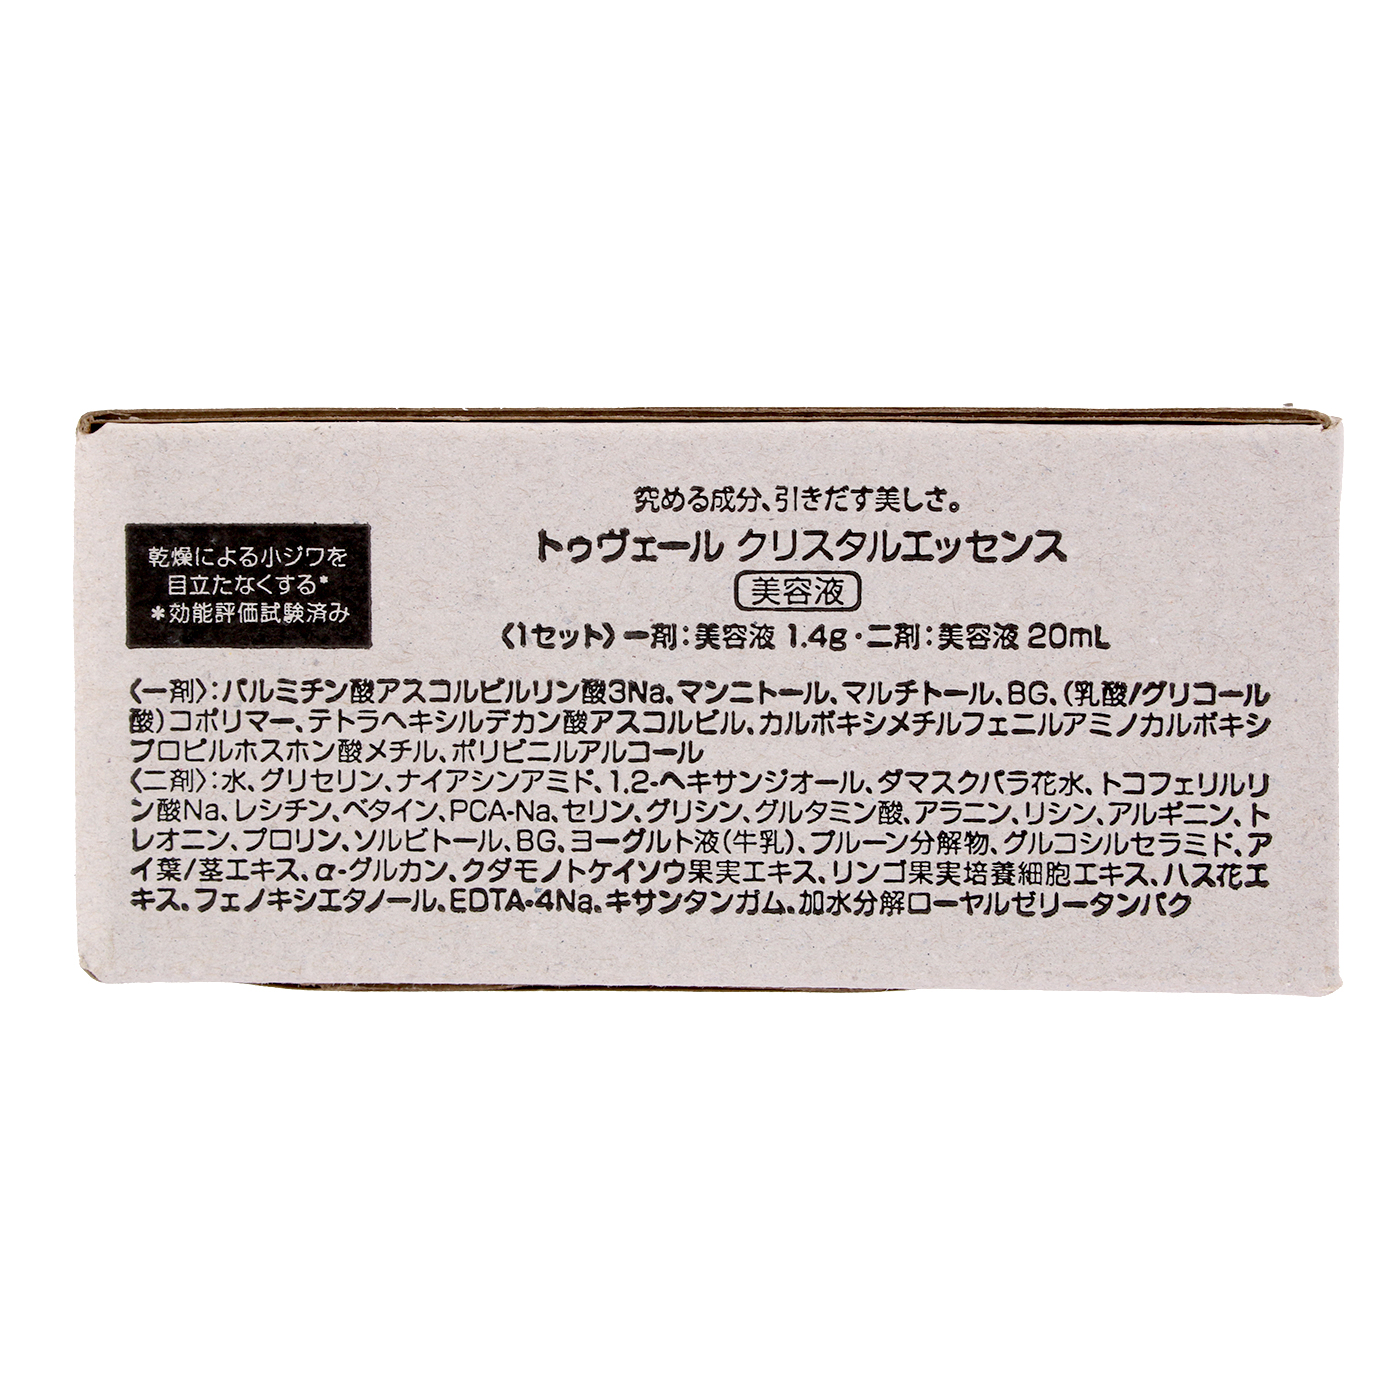 究める成分、引きだす美しさ。
トゥヴェール クリスタルエッセンス
美容液
〈1セット〉一剤：美容液 1.4g・二剤：美容液 20mL
乾燥による小ジワを
目立たなくする*
*効能評価試験済み
〈一剤〉：パルミチン酸アスコルビルリン酸3Na、マンニトール、マルチトール、BG、(乳酸/グリコール
酸)コポリマー、テトラヘキシルデカン酸アスコルビル、カルボキシメチルフェニルアミノカルボキシ
プロピルホスホン酸メチル、ポリビニルアルコール
〈二剤〉：水、グリセリン、ナイアシンアミド、1,2-ヘキサンジオール、ダマスクバラ花水、トコフェリルリ
ン酸Na、レシチン、ベタイン、PCA-Na、セリン、グリシン、グルタミン酸、アラニン、リシン、アルギニン、ト
レオニン、プロリン、ソルビトール、BG、ヨーグルト液(牛乳)、プルーン分解物、グルコシルセラミド、ア
イ葉/茎エキス、α-グルカン、クダモノトケイソウ果実エキス、リンゴ果実培養細胞エキス、ハス花エ
キス、フェノキシエタノール、EDTA-4Na、キサンタンガム、加水分解ローヤルゼリータンパク